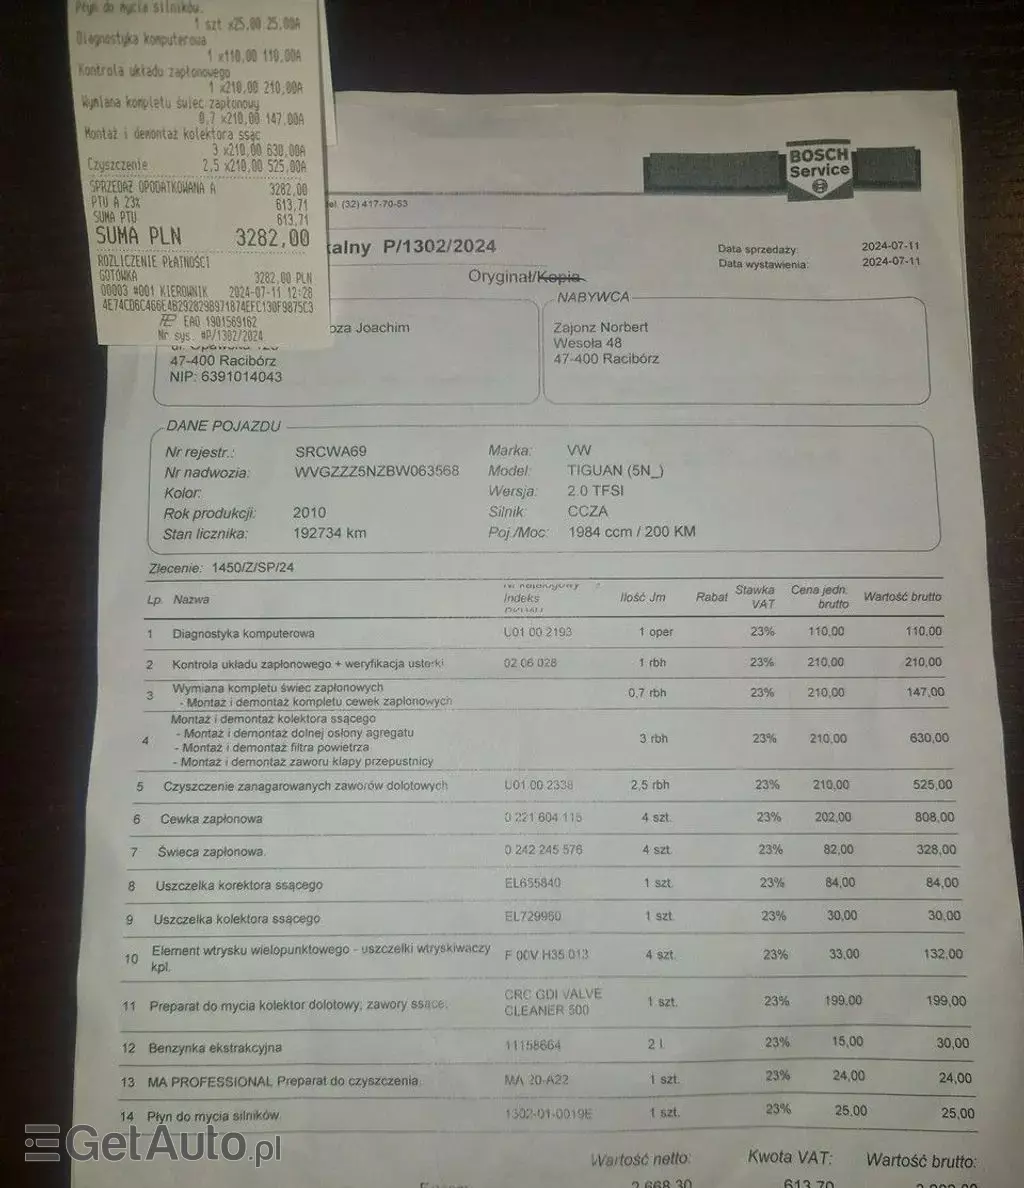 Płyn do mycia silników.
1 szt x25,00 25,00A
Diagnostyka komputerowa
1 x110,00 110,00A
Kontrola układu zapłonowego
1 x210,00 210,00A
Wymiana kompletu świec zapłonowy
0,7 x210,00 147,00A
Montaż i demontaż kolektora ssąc
3 x210,00 630,00A
Czyszczenie 2,5 x210,00 525,00A
SPRZEDAŻ OPODATKOWANA A 3282,00
PTU A 23% 613,71
SUMA PTU 613,71
SUMA PLN 3282,00
ROZLICZENIE PŁATNOŚCI
GOTÓWKA 3282,00 PLN
00003 #001 KIEROWNIK 2024-07-11 12:28
EAO 1901569162
Nr sys. #P/1302/2024
BOSCH
Service
tel. (32) 417-70-53
kalny P/1302/2024
Data sprzedaży: 2024-07-11
Data wystawienia: 2024-07-11
Oryginał/Kopia
NABYWCA
oza Joachim
47-400 Racibórz
NIP: 6391014043
Zajonz Norbert
Wesoła 48
47-400 Racibórz
DANE POJAZDU
Nr rejestr.: SRCWA69 Marka: VW
Nr nadwozia: WVGZZZ5NZBW063568 Model: TIGUAN (5N_)
Kolor: Wersja: 2.0 TFSI
Rok produkcji: 2010 Silnik: CCZA
Stan licznika: 192734 km Poj./Moc: 1984 ccm / 200 KM
Zlecenie: 1450/Z/SP/24
Lp. Nazwa Indeks Ilość Jm Rabat Stawka VAT Cena jedn. brutto Wartość brutto
1 Diagnostyka komputerowa U01 00 2193 1 oper 23% 110,00 110,00
2 Kontrola układu zapłonowego + weryfikacja usterki 02 06 028 1 rbh 23% 210,00 210,00
3 Wymiana kompletu świec zapłonowych 0,7 rbh 23% 210,00 147,00
- Montaż i demontaż kompletu cewek zapłonowych
4 Montaż i demontaż kolektora ssącego 3 rbh 23% 210,00 630,00
- Montaż i demontaż dolnej osłony agregatu
- Montaż i demontaż filtra powietrza
- Montaż i demontaż zaworu klapy przepustnicy
5 Czyszczenie zanagarowanych zaworów dolotowych U01 00 2338 2,5 rbh 23% 210,00 525,00
6 Cewka zapłonowa 0 221 604 115 4 szt. 23% 202,00 808,00
7 Świeca zapłonowa. 0 242 245 576 4 szt. 23% 82,00 328,00
8 Uszczelka korektora ssącego EL655840 1 szt. 23% 84,00 84,00
9 Uszczelka kolektora ssącego EL729960 1 szt. 23% 30,00 30,00
10 Element wtrysku wielopunktowego - uszczelki wtryskiwaczy kpl. F 00V H35 013 4 szt. 23% 33,00 132,00
11 Preparat do mycia kolektor dolotowy, zawory ssące. CRC GDI VALVE CLEANER 500 1 szt. 23% 199,00 199,00
12 Benzynka ekstrakcyjna 11158664 2 l 23% 15,00 30,00
13 MA PROFESSIONAL Preparat do czyszczenia. MA 20-A22 1 szt. 23% 24,00 24,00
14 Płyn do mycia silników. 1302-01-0019E 1 szt. 23% 25,00 25,00
Wartość netto: Kwota VAT: Wartość brutto:
2 668,30 613,70
GetAuto.pl